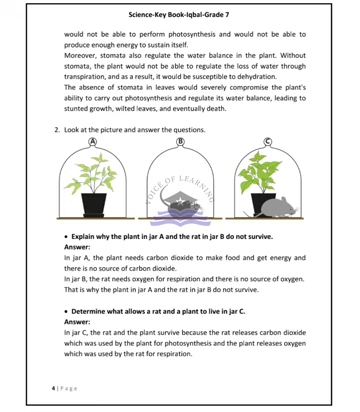 Science-Key Book-Iqbal-Grade 7
would not be able to perform photosynthesis and would not be able to
produce enough energy to sustain itself.
Moreover, stomata also regulate the water balance in the plant. Without
stomata, the plant would not be able to regulate the loss of water through
transpiration, and as a result, it would be susceptible to dehydration.
The absence of stomata in leaves would severely compromise the plant's
ability to carry out photosynthesis and regulate its water balance, leading to
stunted growth, wilted leaves, and eventually death.
2. Look at the picture and answer the questions.
A B C
VOICE OF LEARNING
• Explain why the plant in jar A and the rat in jar B do not survive.
Answer:
In jar A, the plant needs carbon dioxide to make food and get energy and
there is no source of carbon dioxide.
In jar B, the rat needs oxygen for respiration and there is no source of oxygen.
That is why the plant in jar A and the rat in jar B do not survive.
• Determine what allows a rat and a plant to live in jar C.
Answer:
In jar C, the rat and the plant survive because the rat releases carbon dioxide
which was used by the plant for photosynthesis and the plant releases oxygen
which was used by the rat for respiration.
4 | Page